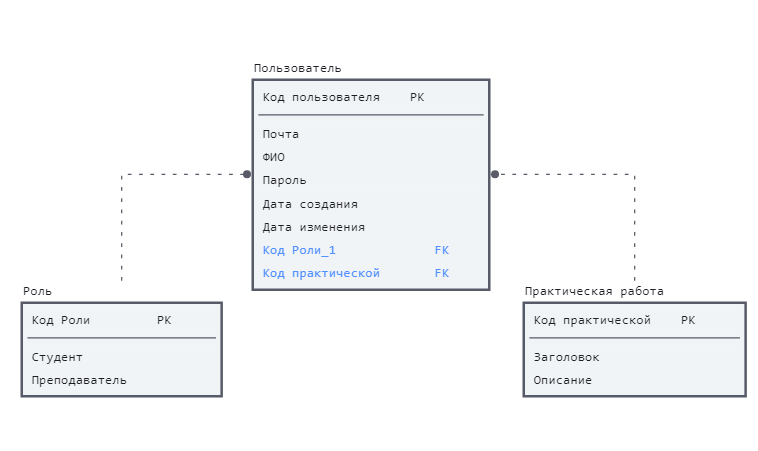 Пользователь
Код пользователя PK
Почта
ФИО
Пароль
Дата создания
Дата изменения
Код Роли_1 FK
Код практической FK
Роль
Код Роли PK
Студент
Преподаватель
Практическая работа
Код практической PK
Заголовок
Описание